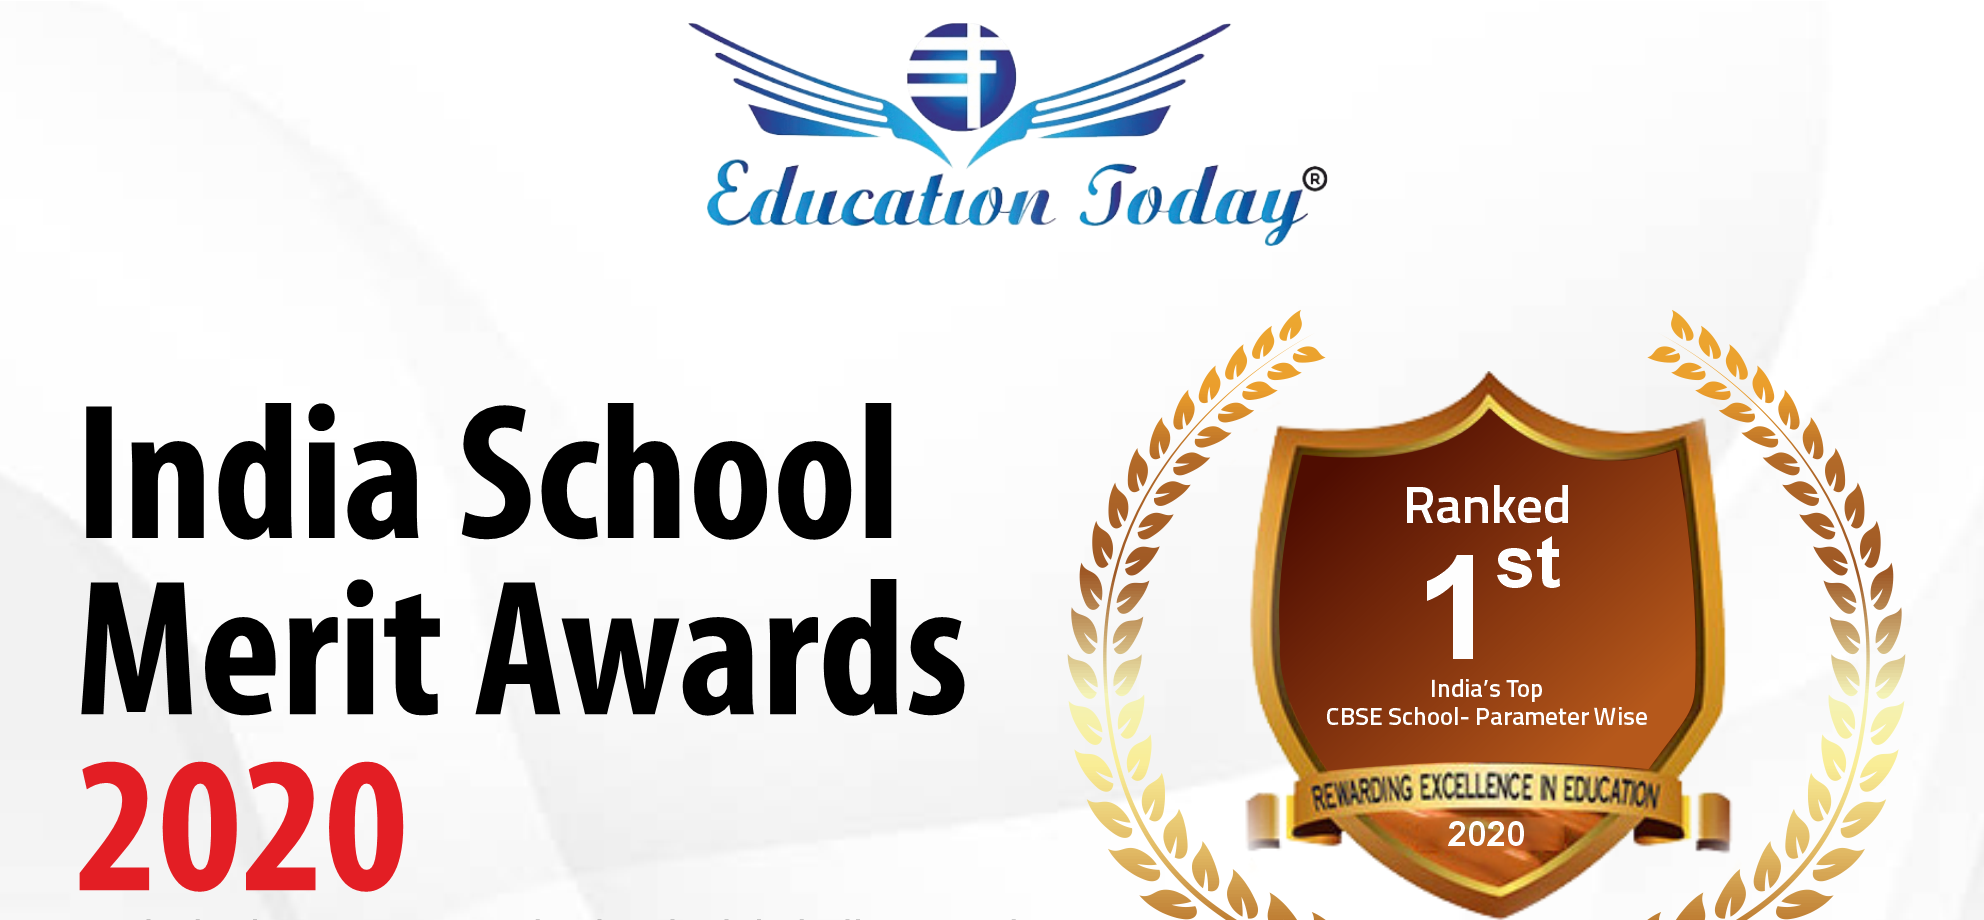 Education Today®
India School
Merit Awards
2020
Ranked
1st
India's Top
CBSE School- Parameter Wise
REWARDING EXCELLENCE IN EDUCATION
2020